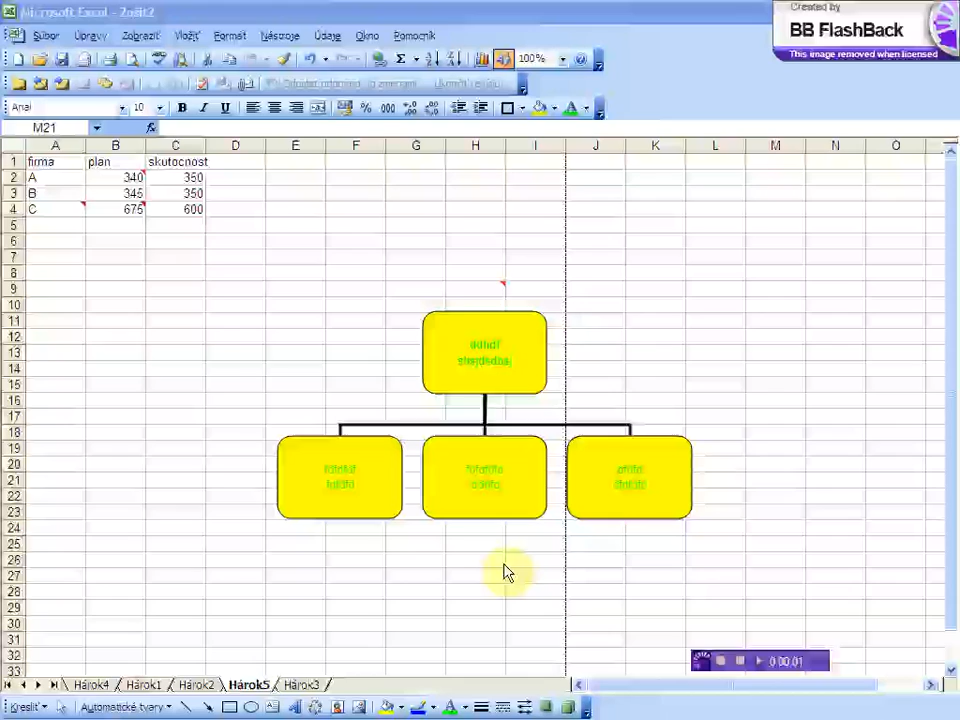 Microsoft Excel - Zošit2
Created by
BB FlashBack
This image removed when licensed
Súbor Úpravy Zobraziť Vložiť Formát Nástroje Údaje Okno Pomocník
100%
Arial 10 B I U % 000
M21 fx
A B C D E F G H I J K L M N O
1 firma plan skutocnost
2 A 340 350
3 B 345 350
4 C 675 600
5
6
7
8
9
10
11
12
13
14
15
16
17
18
19
20
21
22
23
24
25
26
27
28
29
30
31
32
33
0:00:01
Hárok4 Hárok1 Hárok2 Hárok5 Hárok3
Kresliť Automatické tvary